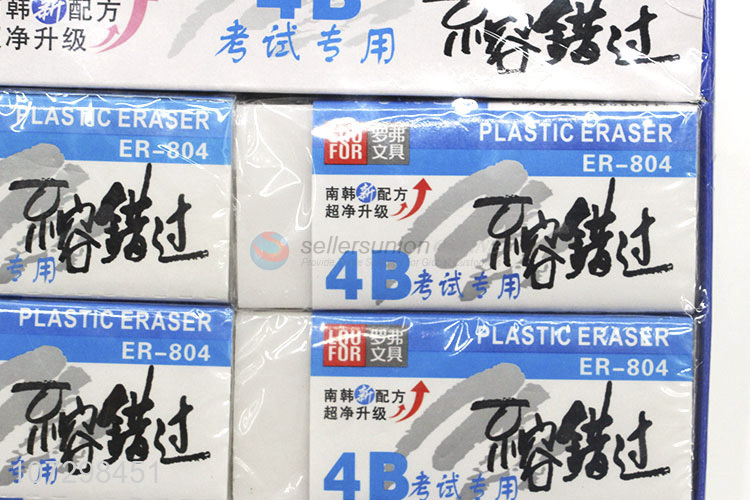 南韩新配方
净升级
4B
考试专用
不容错过
PLASTIC ERASER
ER-804
不容错过
专用
LOU FOR 罗弗文具
PLASTIC ERASER
ER-804
南韩新配方
超净升级
不容错过
4B考试专用
sellersunion
PLASTIC ERASER
ER-804
不容错过
专用
LOU FOR 罗弗文具
PLASTIC ERASER
ER-804
南韩新配方
超净升级
不容错过
4B考试专用